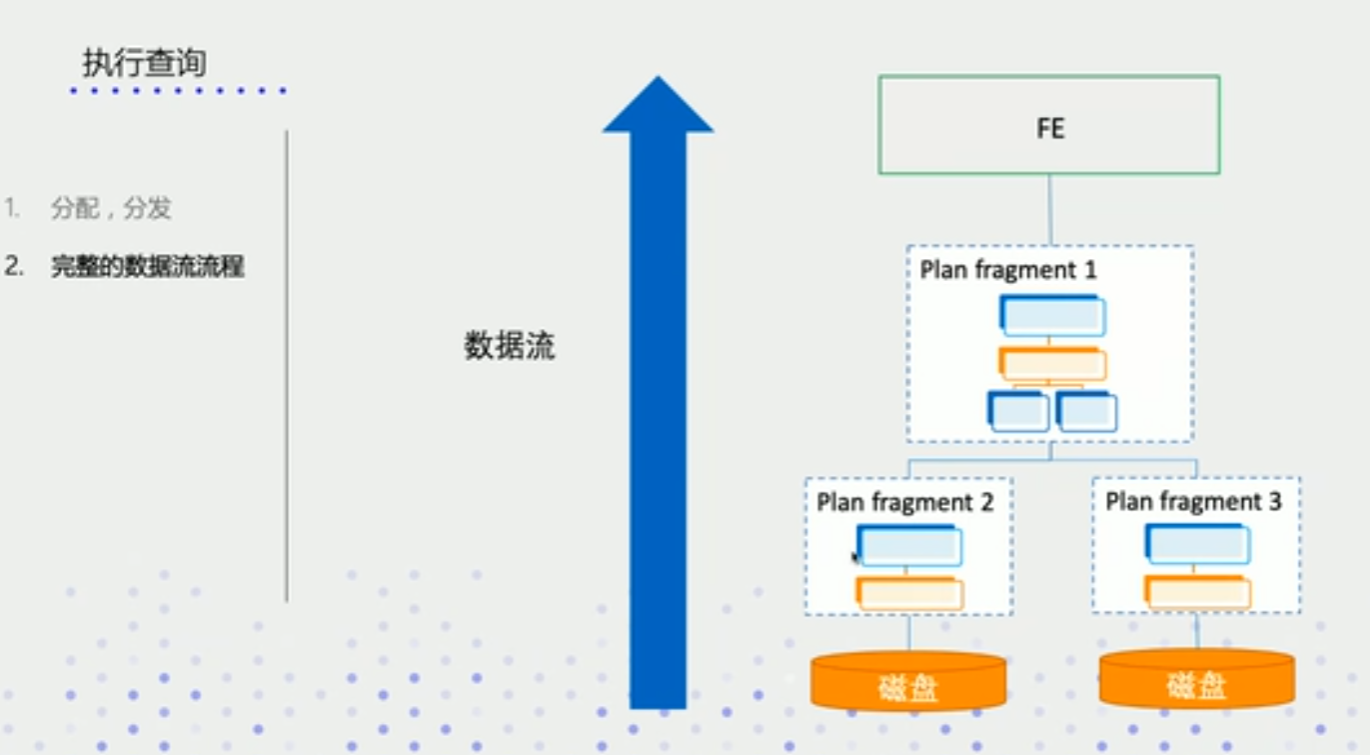 执行查询
1. 分配，分发
2. 完整的数据流流程
数据流
FE
Plan fragment 1
Plan fragment 2
Plan fragment 3
磁盘
磁盘